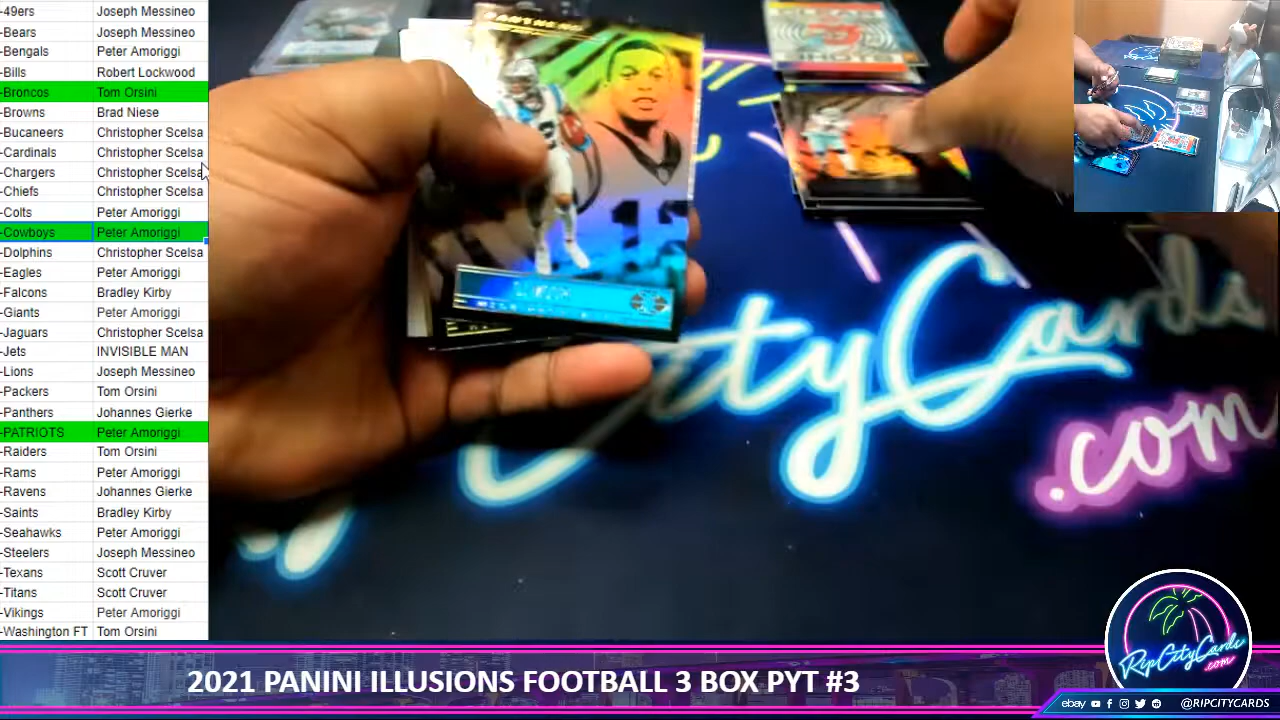 -49ers Joseph Messineo
-Bears Joseph Messineo
-Bengals Peter Amoriggi
-Bills Robert Lockwood
-Broncos Tom Orsini
-Browns Brad Niese
-Bucaneers Christopher Scelsa
-Cardinals Christopher Scelsa
-Chargers Christopher Scelsa
-Chiefs Christopher Scelsa
-Colts Peter Amoriggi
-Cowboys Peter Amoriggi
-Dolphins Christopher Scelsa
-Eagles Peter Amoriggi
-Falcons Bradley Kirby
-Giants Peter Amoriggi
-Jaguars Christopher Scelsa
-Jets INVISIBLE MAN
-Lions Joseph Messineo
-Packers Tom Orsini
-Panthers Johannes Gierke
-PATRIOTS Peter Amoriggi
-Raiders Tom Orsini
-Rams Peter Amoriggi
-Ravens Johannes Gierke
-Saints Bradley Kirby
-Seahawks Peter Amoriggi
-Steelers Joseph Messineo
-Texans Scott Cruver
-Titans Scott Cruver
-Vikings Peter Amoriggi
-Washington FT Tom Orsini
12
ityCards
.com
RipCityCards
.com
2021 PANINI ILLUSIONS FOOTBALL 3 BOX PYT #3
ebay @RIPCITYCARDS